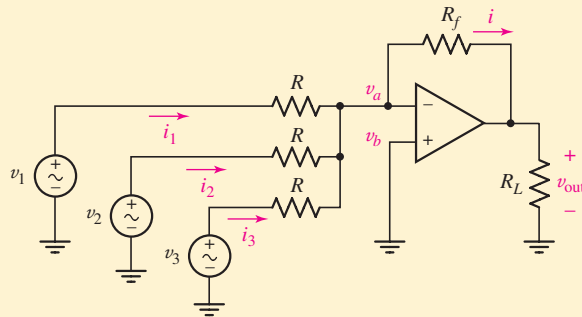 R_f
i
R
v_a
−
i_1
v_b
+
+
v_1
+
−
R
i_2
R_L
v_out
v_2
+
−
R
−
i_3
v_3
+
−